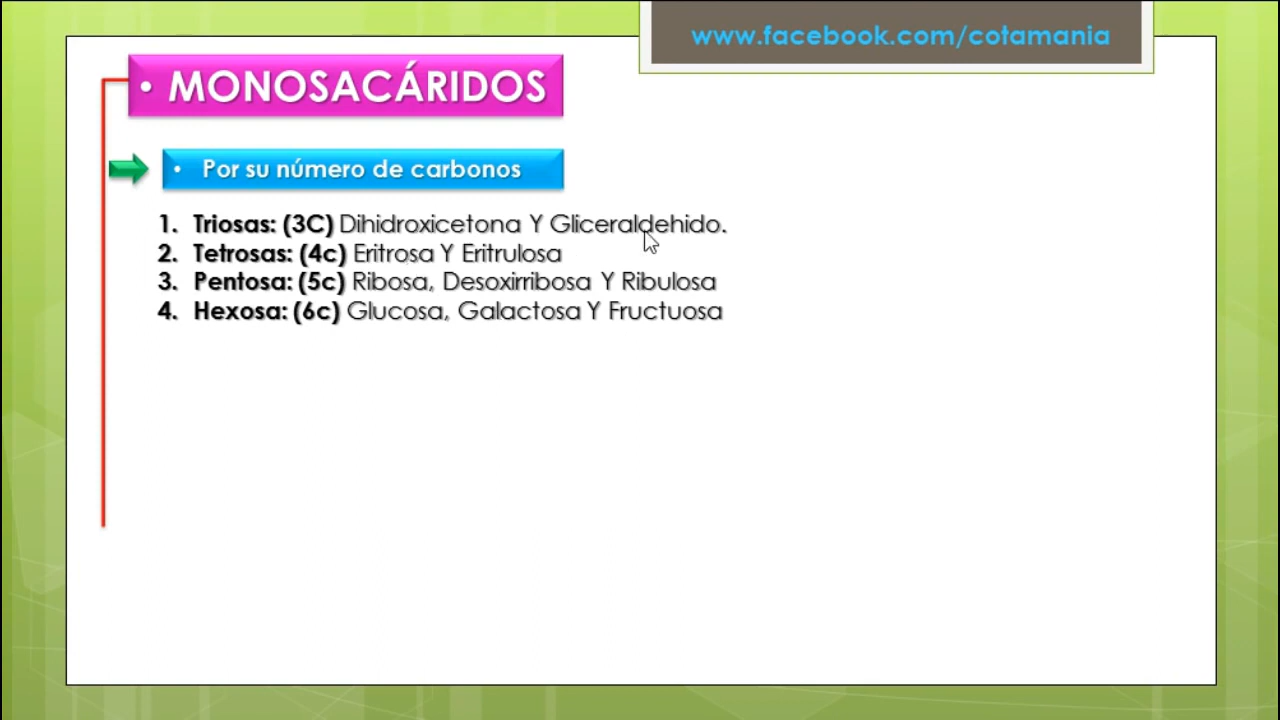 www.facebook.com/cotamania
• MONOSACÁRIDOS
• Por su número de carbonos
1. Triosas: (3C) Dihidroxicetona Y Gliceraldehido.
2. Tetrosas: (4c) Eritrosa Y Eritrulosa
3. Pentosa: (5c) Ribosa, Desoxirribosa Y Ribulosa
4. Hexosa: (6c) Glucosa, Galactosa Y Fructuosa